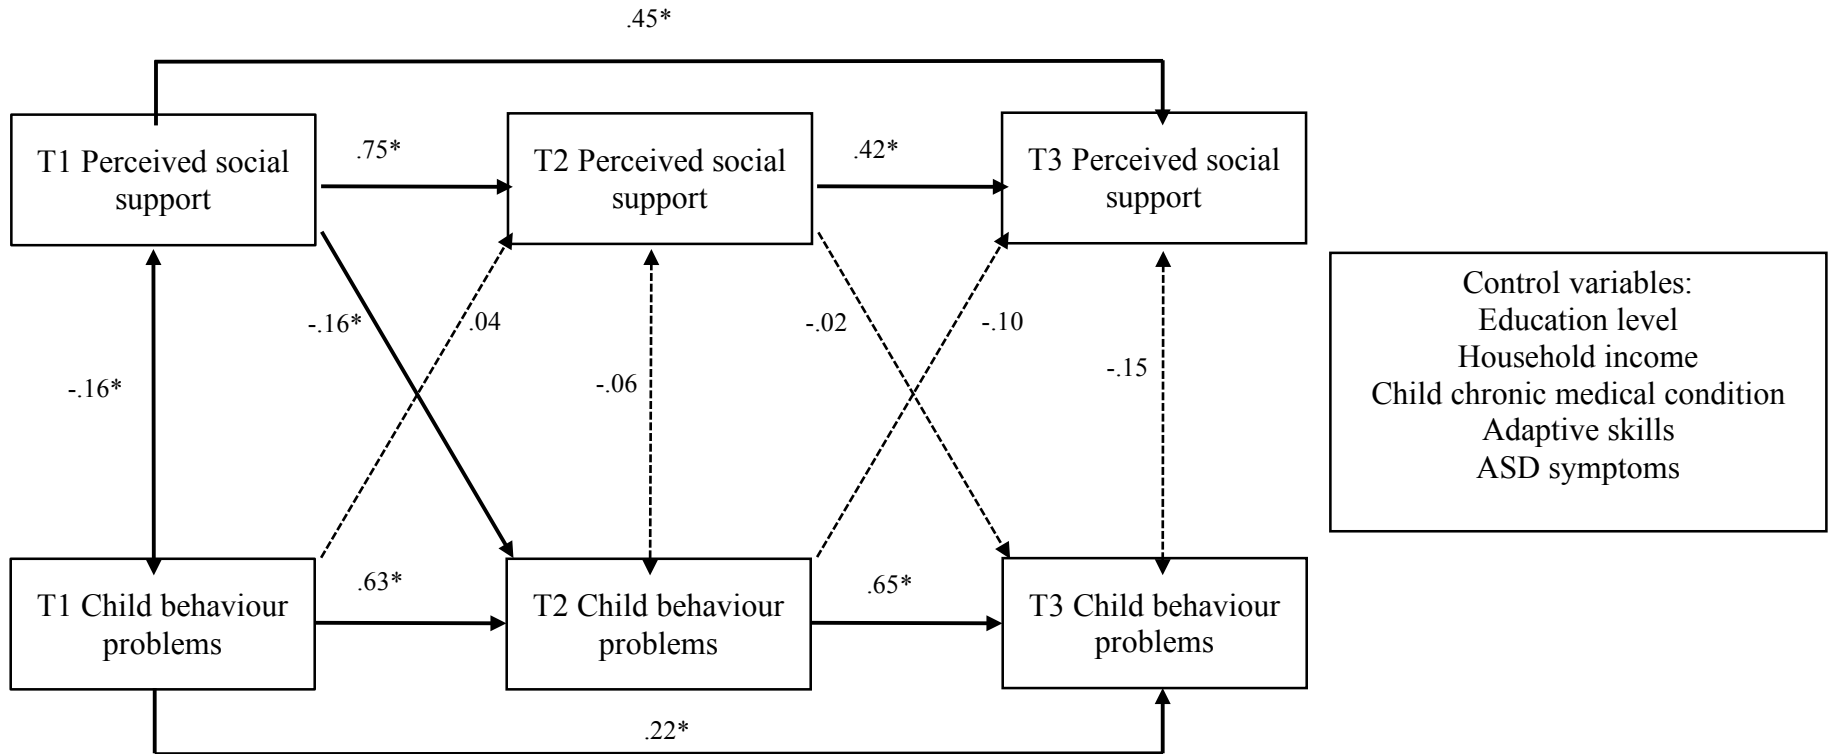 .45*
T1 Perceived social
support
.75*
T2 Perceived social
support
.42*
T3 Perceived social
support
-.16*
-.16*
.04
-.06
-.02
-.10
-.15
Control variables:
Education level
Household income
Child chronic medical condition
Adaptive skills
ASD symptoms
T1 Child behaviour
problems
.63*
T2 Child behaviour
problems
.65*
T3 Child behaviour
problems
.22*